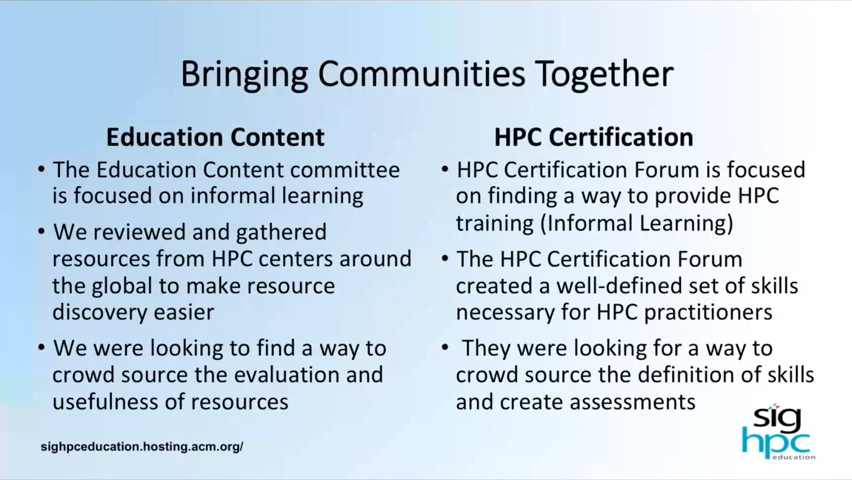 Bringing Communities Together
Education Content
• The Education Content committee
is focused on informal learning
• We reviewed and gathered
resources from HPC centers around
the global to make resource
discovery easier
• We were looking to find a way to
crowd source the evaluation and
usefulness of resources
HPC Certification
• HPC Certification Forum is focused
on finding a way to provide HPC
training (Informal Learning)
• The HPC Certification Forum
created a well-defined set of skills
necessary for HPC practitioners
• They were looking for a way to
crowd source the definition of skills
and create assessments
sighpceducation.hosting.acm.org/
sig
hpc
education